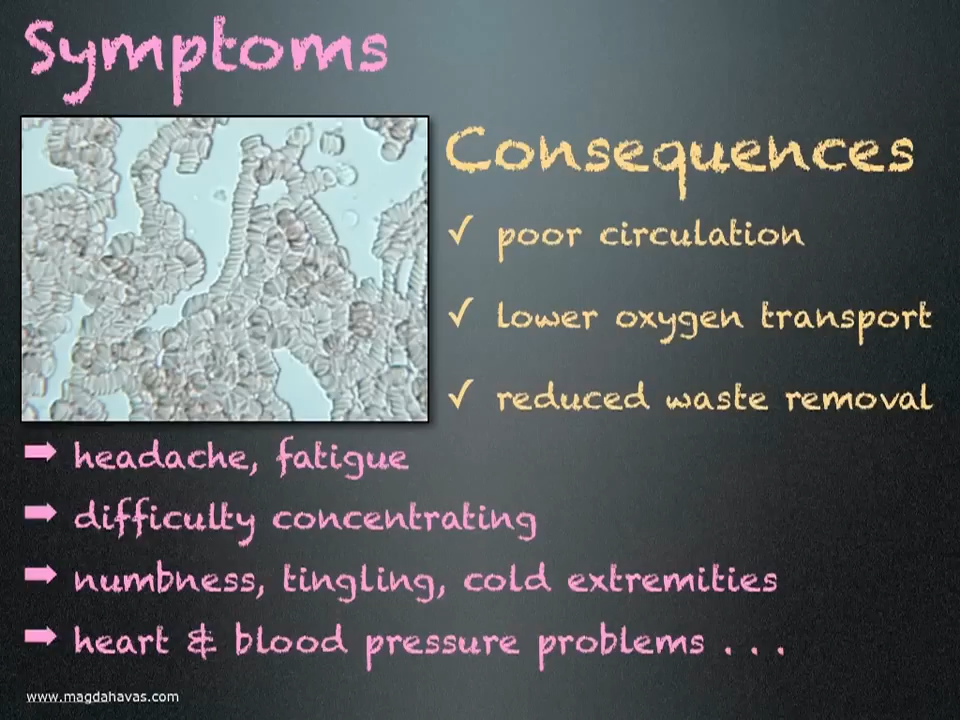 Symptoms
Consequences
✓ poor circulation
✓ lower oxygen transport
✓ reduced waste removal
➡ headache, fatigue
➡ difficulty concentrating
➡ numbness, tingling, cold extremities
➡ heart & blood pressure problems . . .
www.magdahavas.com